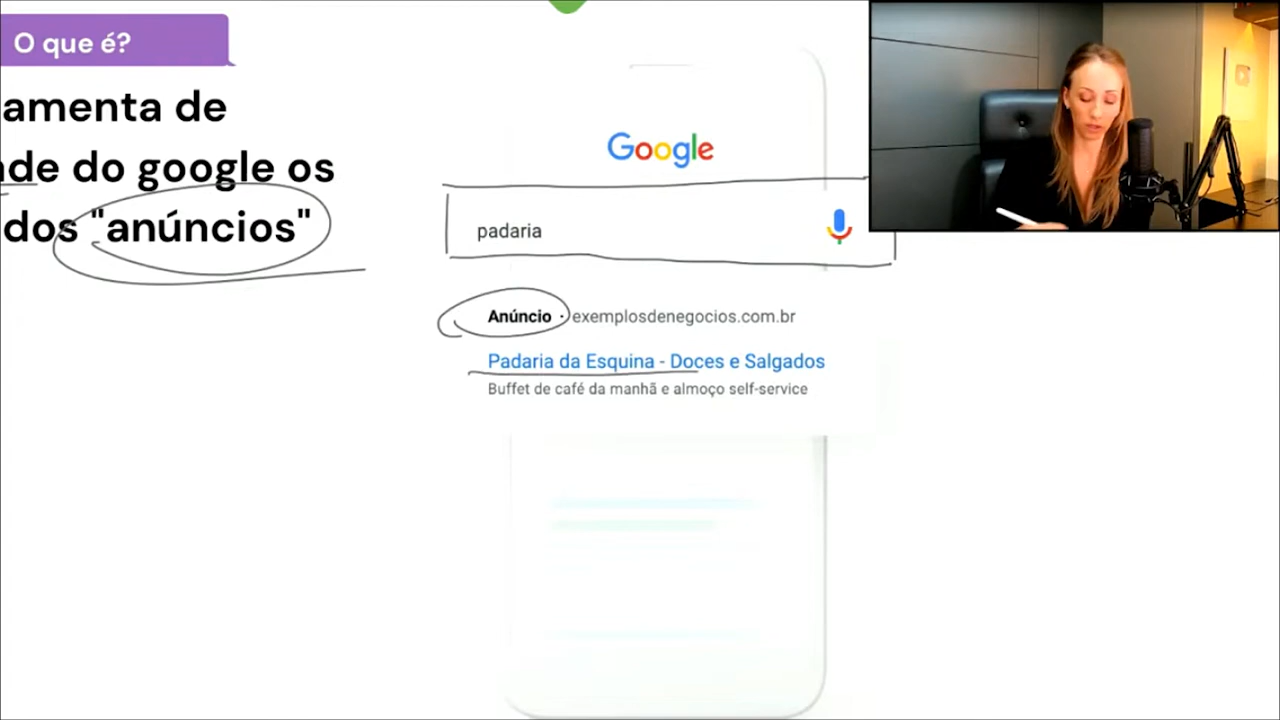 O que é?
amenta de
de do google os
dos "anúncios"
Google
padaria
Anúncio · exemplosdenegocios.com.br
Padaria da Esquina - Doces e Salgados
Buffet de café da manhã e almoço self-service